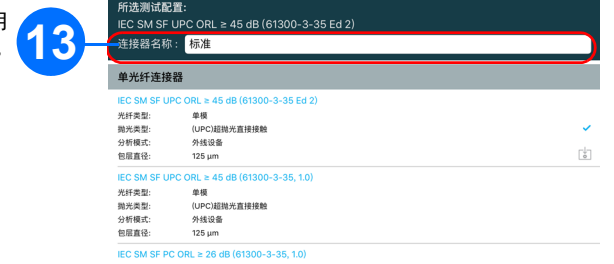 所选测试配置:
IEC SM SF UPC ORL ≥ 45 dB (61300-3-35 Ed 2)
13
连接器名称: 标准
单光纤连接器
IEC SM SF UPC ORL ≥ 45 dB (61300-3-35 Ed 2)
光纤类型: 单模
抛光类型: (UPC)超抛光直接接触
分析模式: 外线设备
包层直径: 125 µm
IEC SM SF UPC ORL ≥ 45 dB (61300-3-35, 1.0)
光纤类型: 单模
抛光类型: (UPC)超抛光直接接触
分析模式: 外线设备
包层直径: 125 µm
IEC SM SF PC ORL ≥ 26 dB (61300-3-35, 1.0)